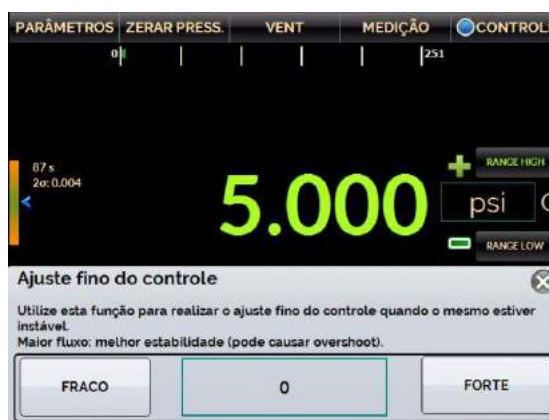 PARÂMETROS ZERAR PRESS. VENT MEDIÇÃO CONTROL
0 251
87 s
2σ: 0.004
RANGE HIGH
5.000 psi
RANGE LOW
Ajuste fino do controle
Utilize esta função para realizar o ajuste fino do controle quando o mesmo estiver
instável.
Maior fluxo: melhor estabilidade (pode causar overshoot).
FRACO 0 FORTE